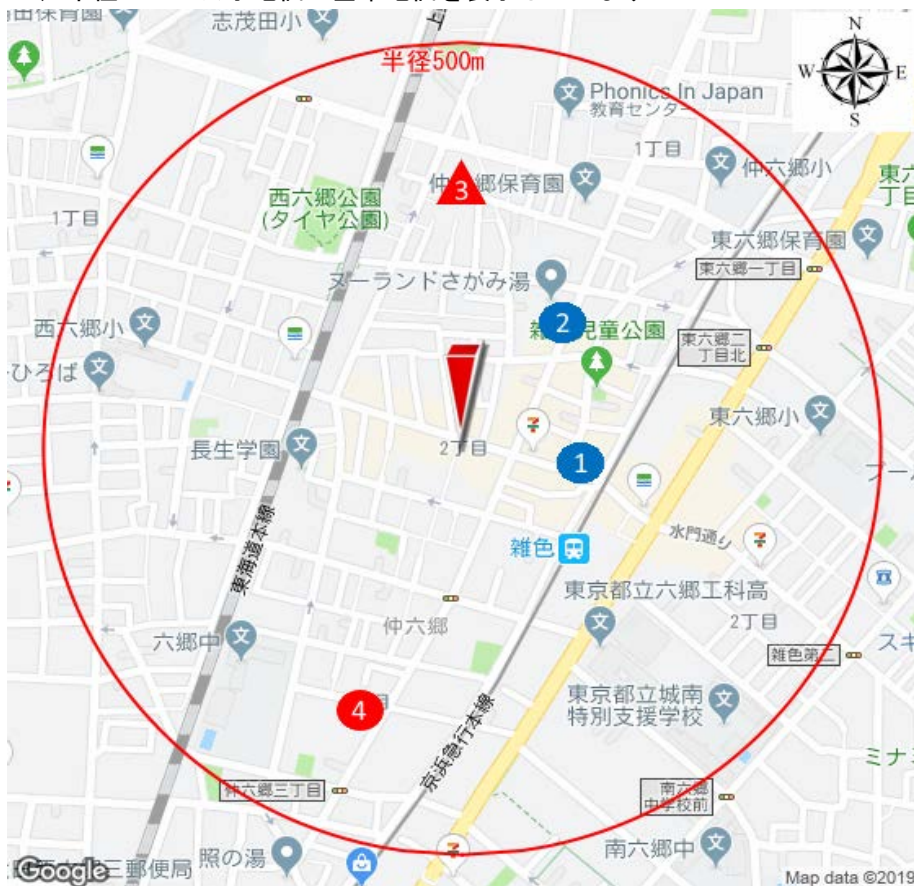 志茂田小
半径500m
N
W
E
S
Phonics In Japan
教育センター
1丁目
仲六郷小
3
西六郷公園
(タイヤ公園)
1丁目
東六郷保育園
東六郷一丁目
ヌーランドさがみ湯
2
児童公園
西六郷小
東六郷二
丁目北
ひろば
東六郷小
長生学園
2丁目
1
水門通り
雑色
東海道本線
東京都立六郷工科高
仲六郷
2丁目
六郷中
雑色第二
4
東京都立城南
特別支援学校
京浜急行本線
仲六郷三丁目
南六郷
中学校前
南六郷中
照の湯
三郵便局
Google
Map data ©2019